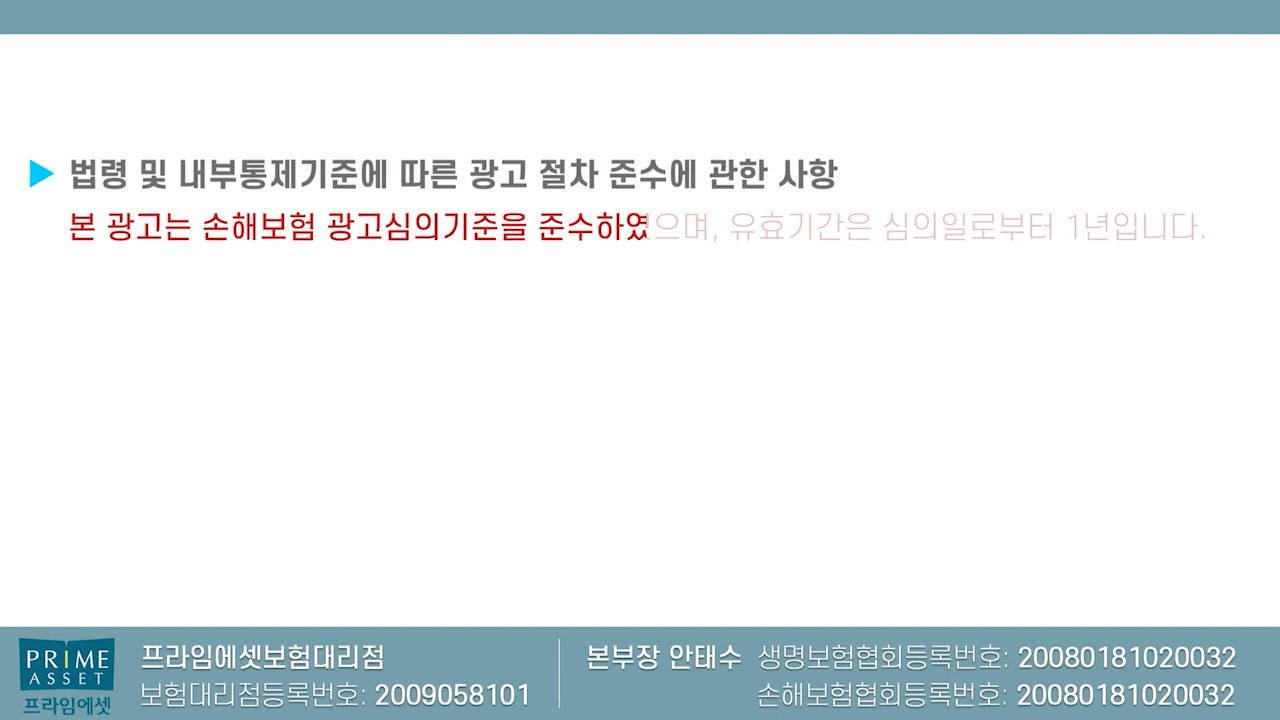 ▶ 법령 및 내부통제기준에 따른 광고 절차 준수에 관한 사항
본 광고는 손해보험 광고심의기준을 준수하였으며, 유효기간은 심의일로부터 1년입니다.
PRIME
ASSET
프라임에셋
프라임에셋보험대리점
보험대리점등록번호: 2009058101
본부장 안태수 생명보험협회등록번호: 20080181020032
손해보험협회등록번호: 20080181020032